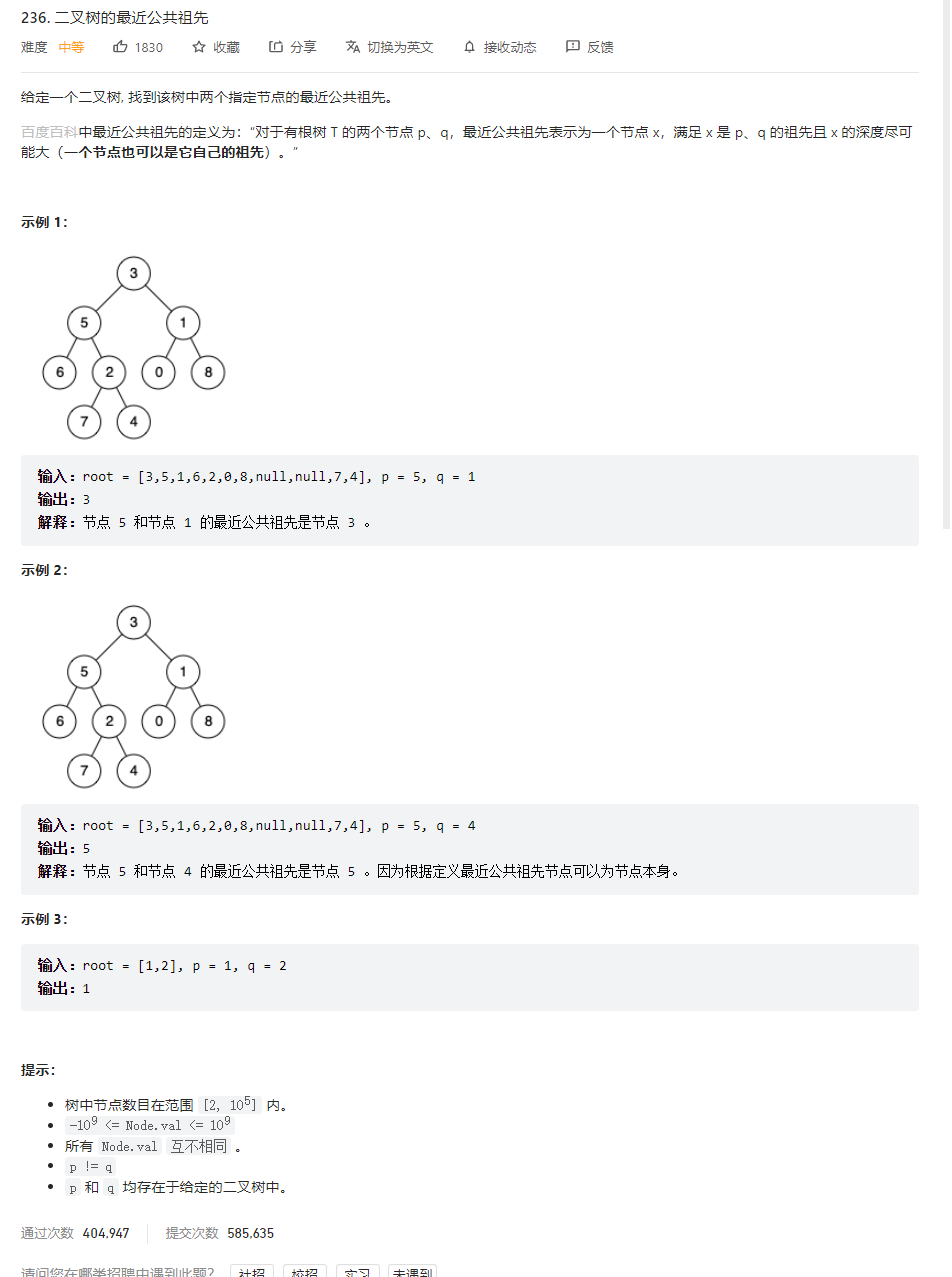 236. 二叉树的最近公共祖先
难度 中等 1830 收藏 分享 切换为英文 接收动态 反馈
给定一个二叉树, 找到该树中两个指定节点的最近公共祖先。
百度百科中最近公共祖先的定义为：“对于有根树 T 的两个节点 p、q，最近公共祖先表示为一个节点 x，满足 x 是 p、q 的祖先且 x 的深度尽可
能大（一个节点也可以是它自己的祖先）。”
示例 1：
3
5 1
6 2 0 8
7 4
输入：root = [3,5,1,6,2,0,8,null,null,7,4], p = 5, q = 1
输出：3
解释：节点 5 和节点 1 的最近公共祖先是节点 3 。
示例 2：
3
5 1
6 2 0 8
7 4
输入：root = [3,5,1,6,2,0,8,null,null,7,4], p = 5, q = 4
输出：5
解释：节点 5 和节点 4 的最近公共祖先是节点 5 。因为根据定义最近公共祖先节点可以为节点本身。
示例 3：
输入：root = [1,2], p = 1, q = 2
输出：1
提示：
树中节点数目在范围 [2, 10⁵] 内。
-10⁹ <= Node.val <= 10⁹
所有 Node.val 互不相同 。
p != q
p 和 q 均存在于给定的二叉树中。
通过次数 404,947 提交次数 585,635
请问您在哪类招聘中遇到此题？ 社招 校招 实习 未遇到